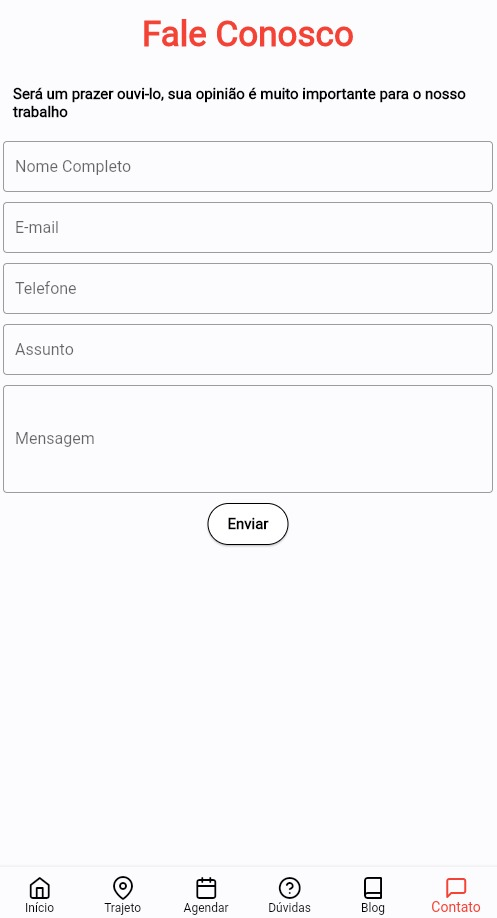 Fale Conosco
Será um prazer ouvi-lo, sua opinião é muito importante para o nosso
trabalho
Nome Completo
E-mail
Telefone
Assunto
Mensagem
Enviar
Início
Trajeto
Agendar
Dúvidas
Blog
Contato